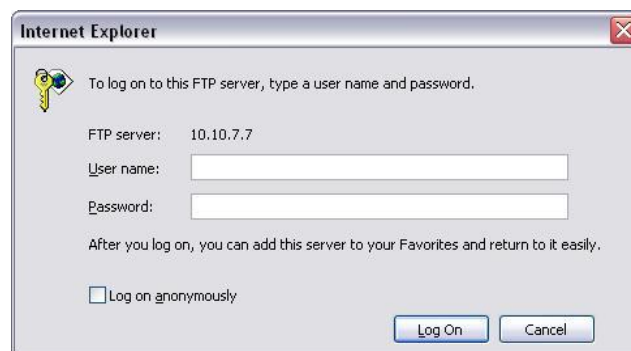 Internet Explorer
To log on to this FTP server, type a user name and password.
FTP server: 10.10.7.7
User name:
Password:
After you log on, you can add this server to your Favorites and return to it easily.
Log on anonymously
Log On Cancel